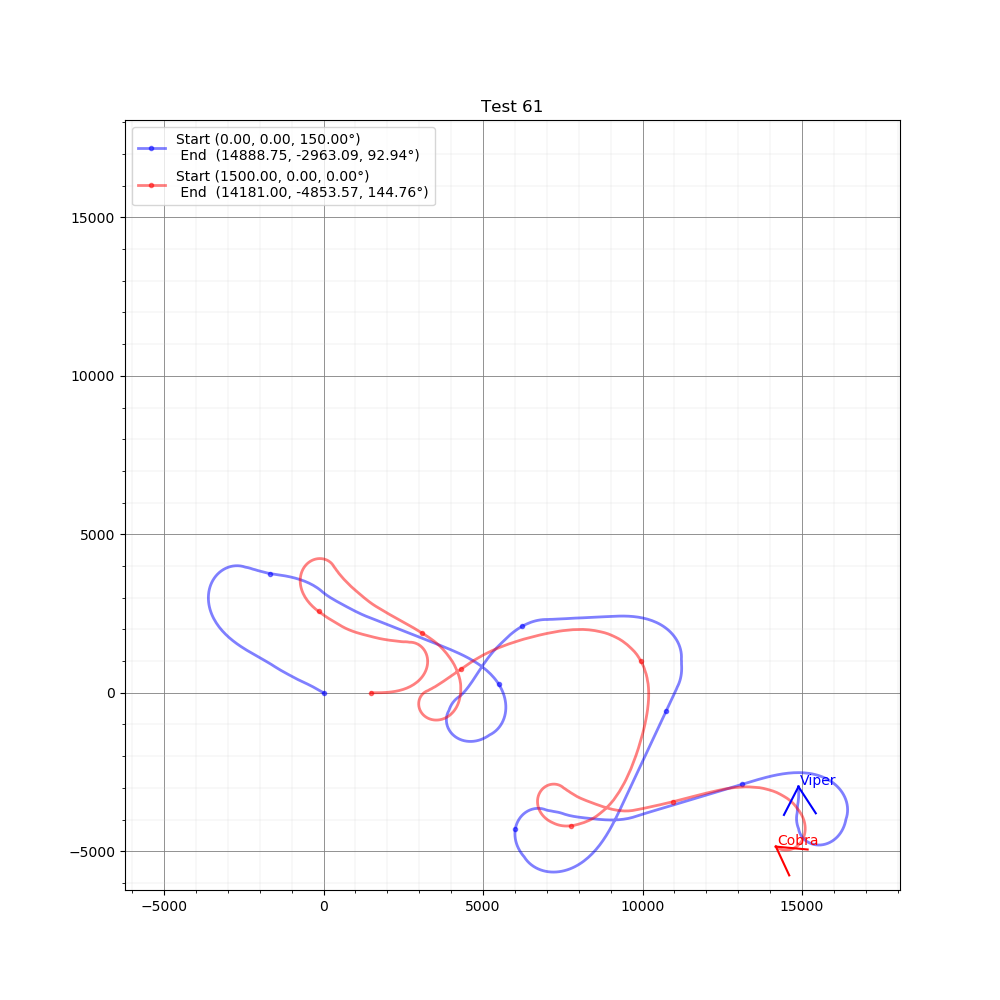 Test 61
Start (0.00, 0.00, 150.00°)
End  (14888.75, -2963.09, 92.94°)
Start (1500.00, 0.00, 0.00°)
End  (14181.00, -4853.57, 144.76°)
15000
10000
5000
0
−5000
Viper
Cobra
−5000
0
5000
10000
15000